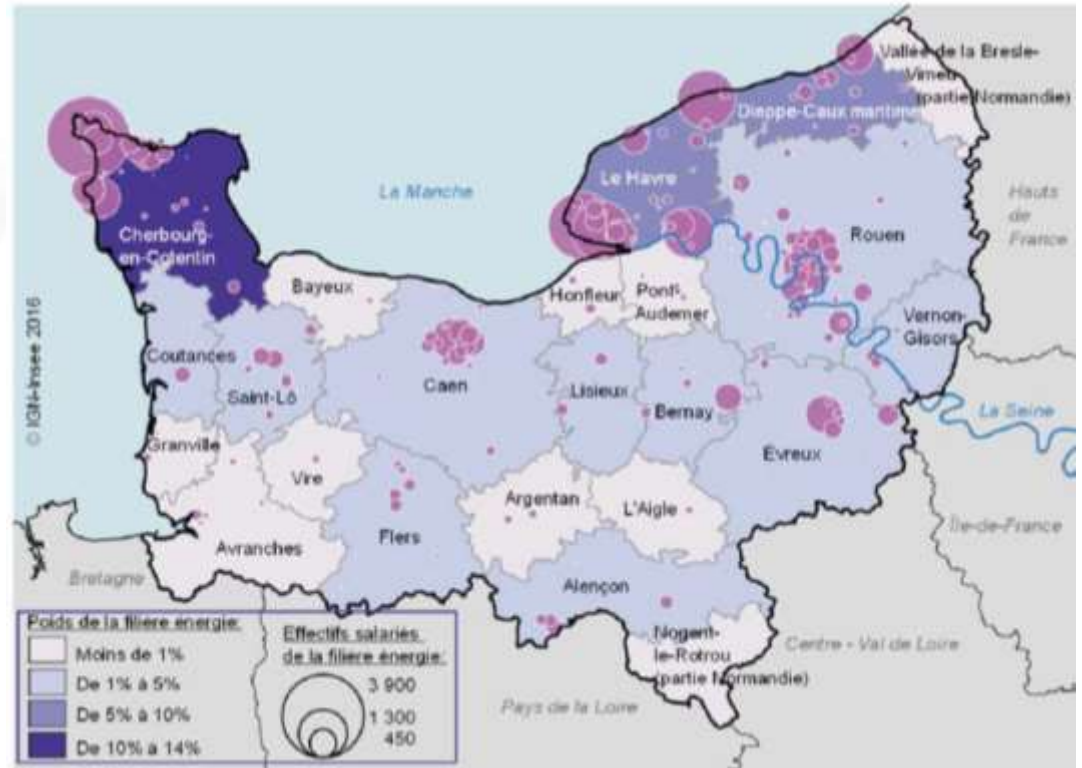 Vallée de la Bresle-
Vimeu
(partie Normandie)
Dieppe-Caux maritime
La Manche
Le Havre
Hauts
de
France
Cherbourg-
en-Cotentin
Rouen
Bayeux
Honfleur
Pont-
Audemer
Vernon-
Gisors
© IGN-Insee 2016
Coutances
Saint-Lô
Caen
Lisieux
Bernay
La Seine
Evreux
Granville
Vire
Argentan
L'Aigle
Île-de-France
Avranches
Flers
Bretagne
Alençon
Nogent-
le-Rotrou
(partie Normandie)
Centre - Val de Loire
Pays de la Loire
Poids de la filière énergie:
Moins de 1%
De 1% à 5%
De 5% à 10%
De 10% à 14%
Effectifs salariés
de la filière énergie:
3 900
1 300
450